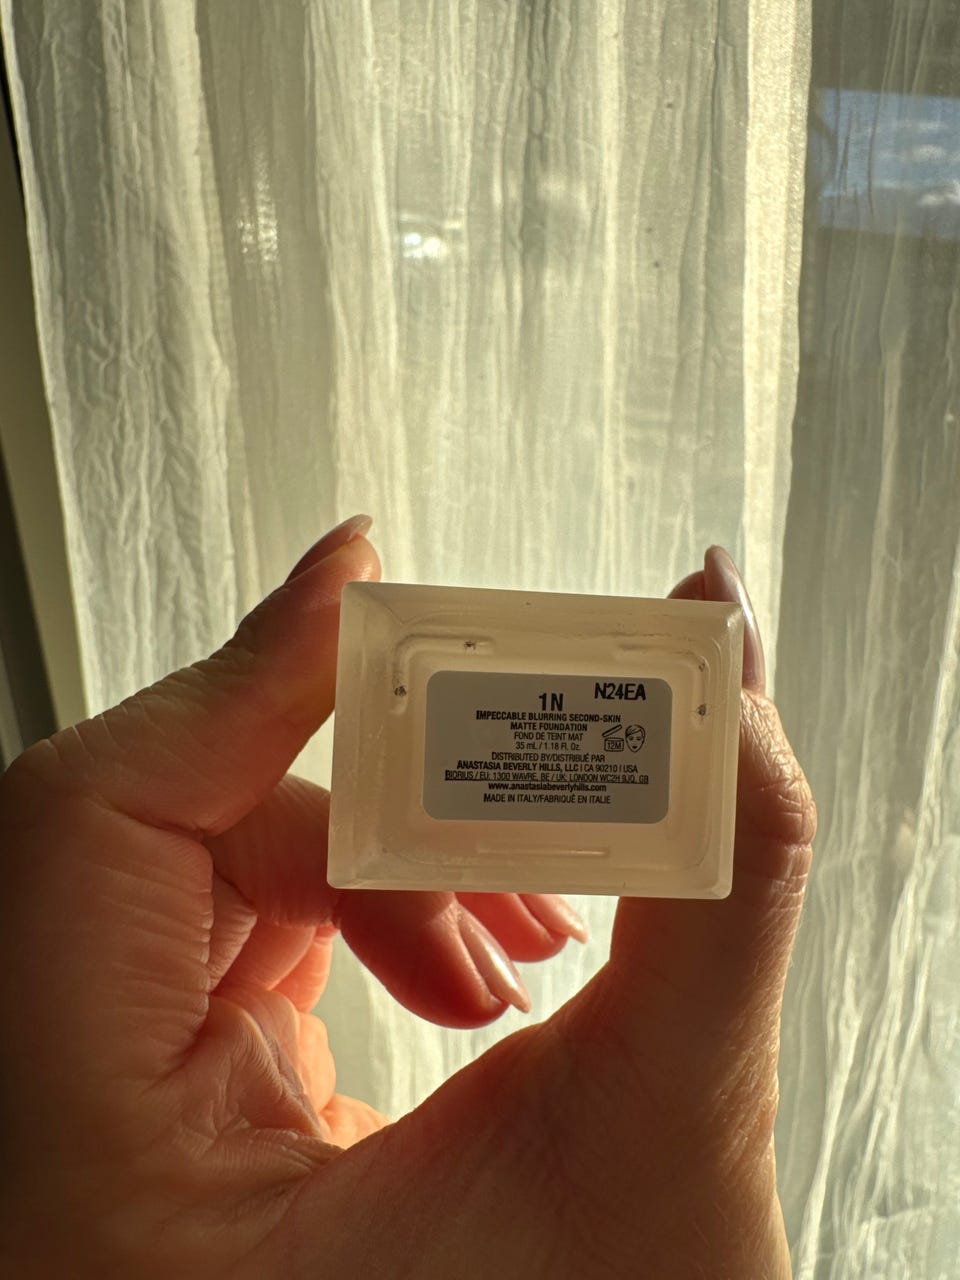 1N
N24EA
IMPECCABLE BLURRING SECOND-SKIN
MATTE FOUNDATION
FOND DE TEINT MAT
35 mL / 1.18 Fl. Oz.
12M
DISTRIBUTED BY/DISTRIBUÉ PAR
ANASTASIA BEVERLY HILLS, LLC | CA 90210 | USA
BIORIUS / EU: 1300 WAVRE, BE / UK: LONDON WC2H 9JQ, GB
www.anastasiabeverlyhills.com
MADE IN ITALY/FABRIQUÉ EN ITALIE